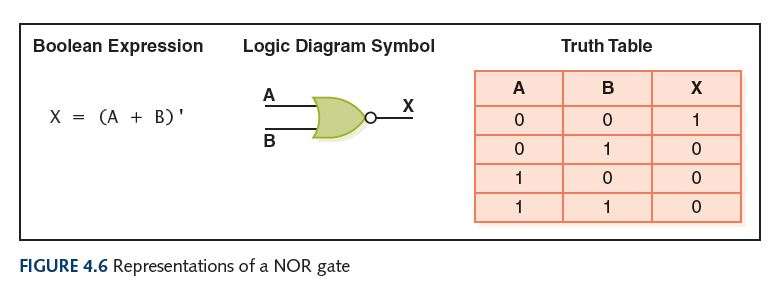 Boolean Expression Logic Diagram Symbol Truth Table
X = (A + B)'
A
B
X
A B X
0 0 1
0 1 0
1 0 0
1 1 0
FIGURE 4.6 Representations of a NOR gate